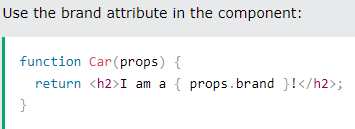 Use the brand attribute in the component:
function Car(props) {
  return <h2>I am a { props.brand }!</h2>;
}